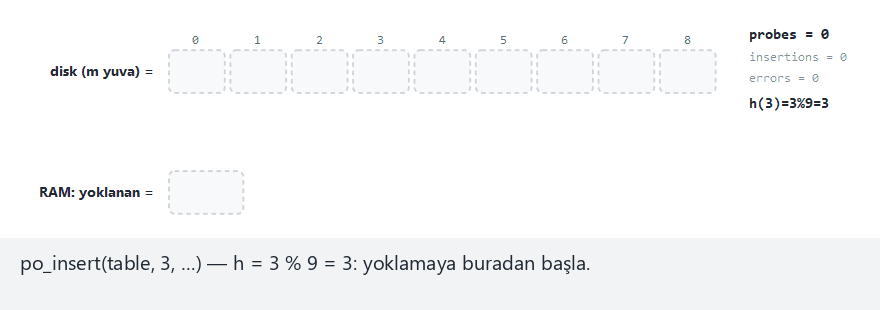 0 1 2 3 4 5 6 7 8
disk (m yuva) =
probes = 0
insertions = 0
errors = 0
h(3)=3%9=3
RAM: yoklanan =
po_insert(table, 3, ...) — h = 3 % 9 = 3: yoklamaya buradan başla.